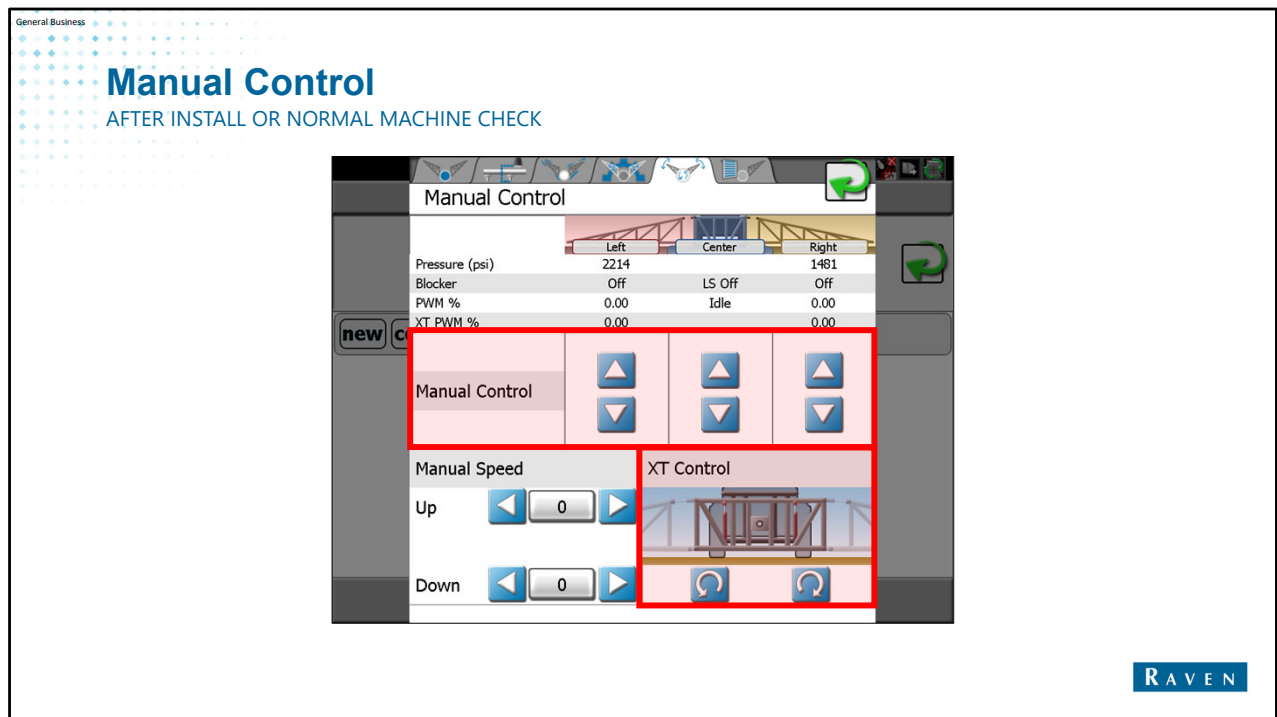 General Business
Manual Control
AFTER INSTALL OR NORMAL MACHINE CHECK
Manual Control
Left Center Right
Pressure (psi) 2214 1481
Blocker Off LS Off Off
PWM % 0.00 Idle 0.00
XT PWM % 0.00 0.00
new
Manual Control
Manual Speed XT Control
Up 0
Down 0
RAVEN